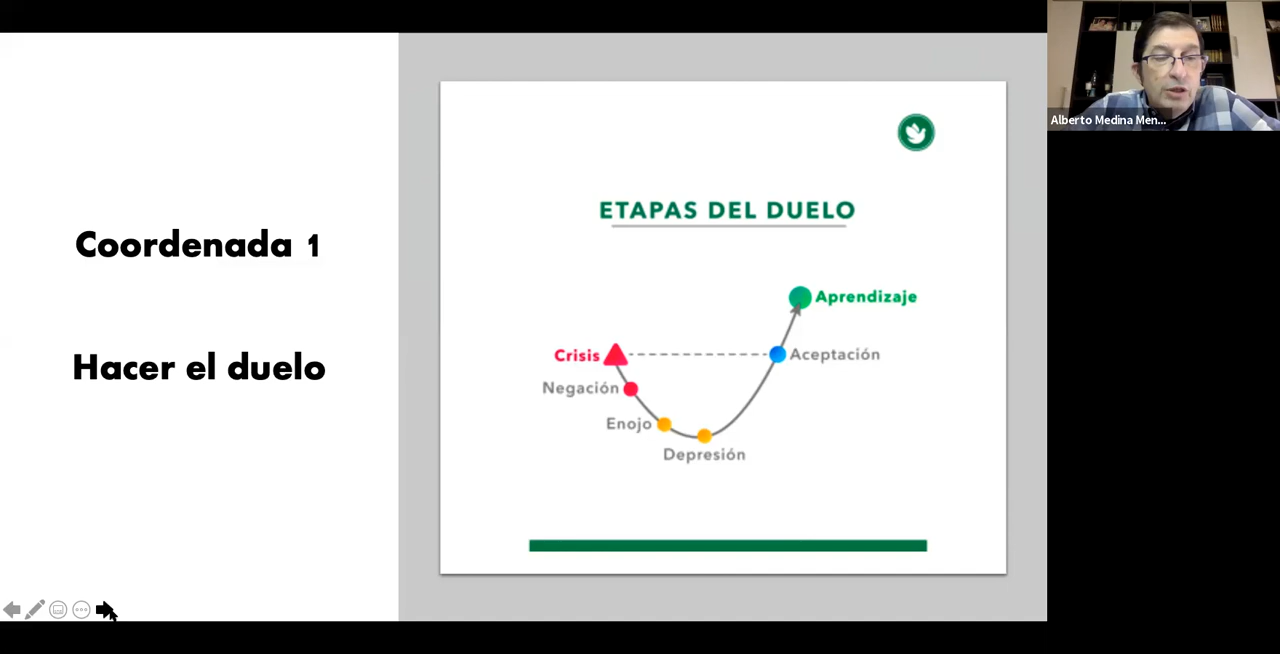 Coordenada 1
Hacer el duelo
ETAPAS DEL DUELO
Aprendizaje
Crisis
Aceptación
Negación
Enojo
Depresión
Alberto Medina Men...